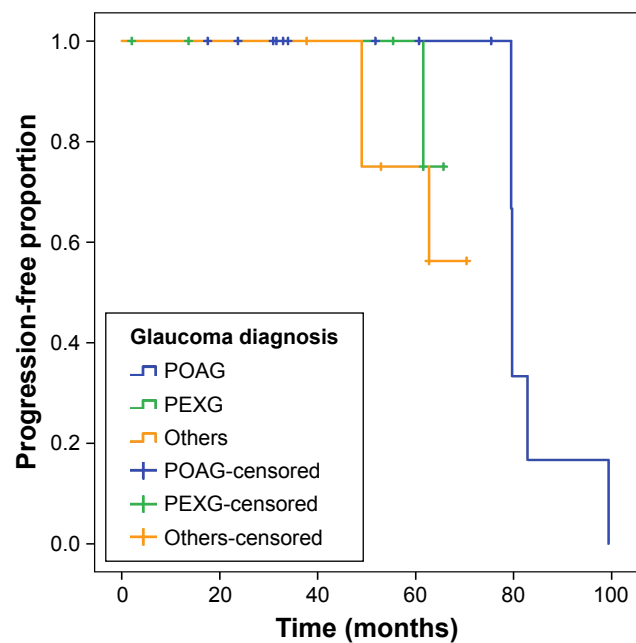 Progression-free proportion
1.0
0.8
0.6
0.4
0.2
0.0
Glaucoma diagnosis
POAG
PEXG
Others
POAG-censored
PEXG-censored
Others-censored
0 20 40 60 80 100
Time (months)